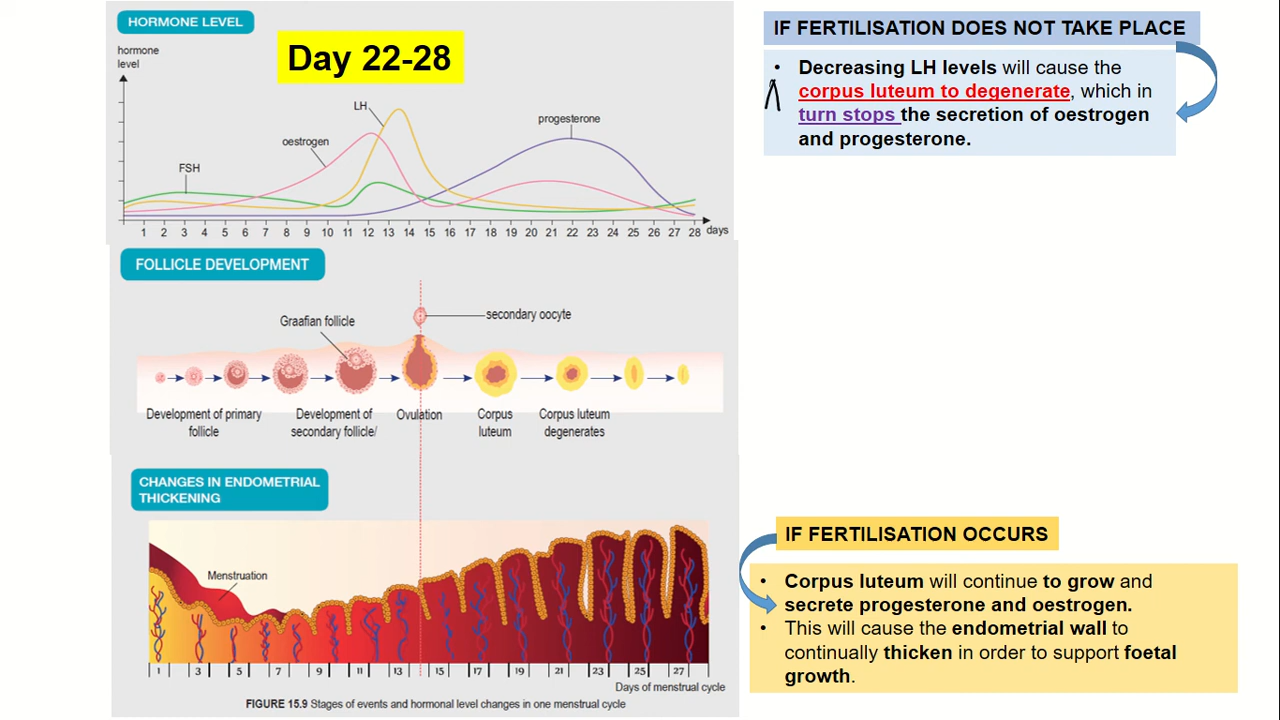 HORMONE LEVEL
hormone
level
Day 22-28
LH
oestrogen
progesterone
FSH
1 2 3 4 5 6 7 8 9 10 11 12 13 14 15 16 17 18 19 20 21 22 23 24 25 26 27 28 days
FOLLICLE DEVELOPMENT
Graafian follicle
secondary oocyte
Development of primary
follicle
Development of
secondary follicle/
Ovulation
Corpus
luteum
Corpus luteum
degenerates
CHANGES IN ENDOMETRIAL
THICKENING
Menstruation
1 3 5 7 9 11 13 15 17 19 21 23 25 27
Days of menstrual cycle
FIGURE 15.9 Stages of events and hormonal level changes in one menstrual cycle
IF FERTILISATION DOES NOT TAKE PLACE
• Decreasing LH levels will cause the
corpus luteum to degenerate, which in
turn stops the secretion of oestrogen
and progesterone.
IF FERTILISATION OCCURS
• Corpus luteum will continue to grow and
secrete progesterone and oestrogen.
• This will cause the endometrial wall to
continually thicken in order to support foetal
growth.